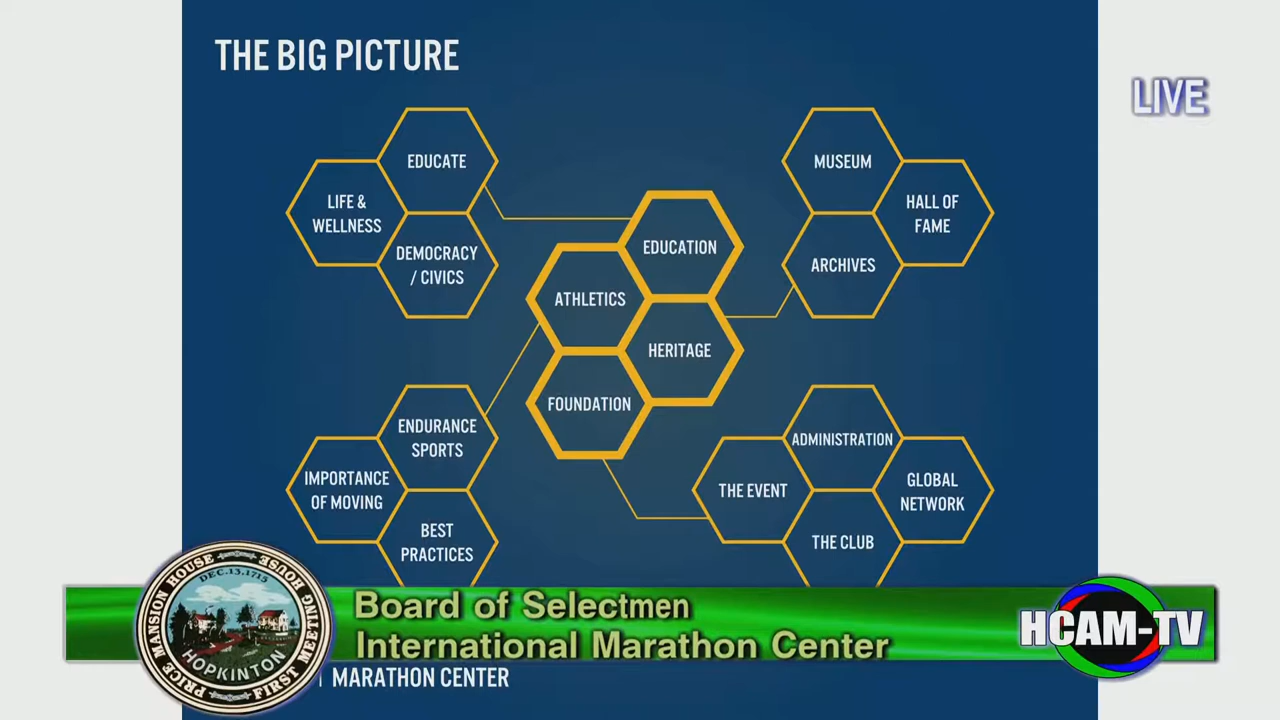 THE BIG PICTURE
LIVE
EDUCATE
LIFE &
WELLNESS
DEMOCRACY
/ CIVICS
MUSEUM
HALL OF
FAME
ARCHIVES
EDUCATION
ATHLETICS
HERITAGE
FOUNDATION
ENDURANCE
SPORTS
IMPORTANCE
OF MOVING
BEST
PRACTICES
ADMINISTRATION
THE EVENT
GLOBAL
NETWORK
THE CLUB
PRICE MANSION HOUSE
FIRST MEETING HOUSE
DEC. 13. 1715
HOPKINTON
Board of Selectmen
International Marathon Center
HCAM-TV
MARATHON CENTER